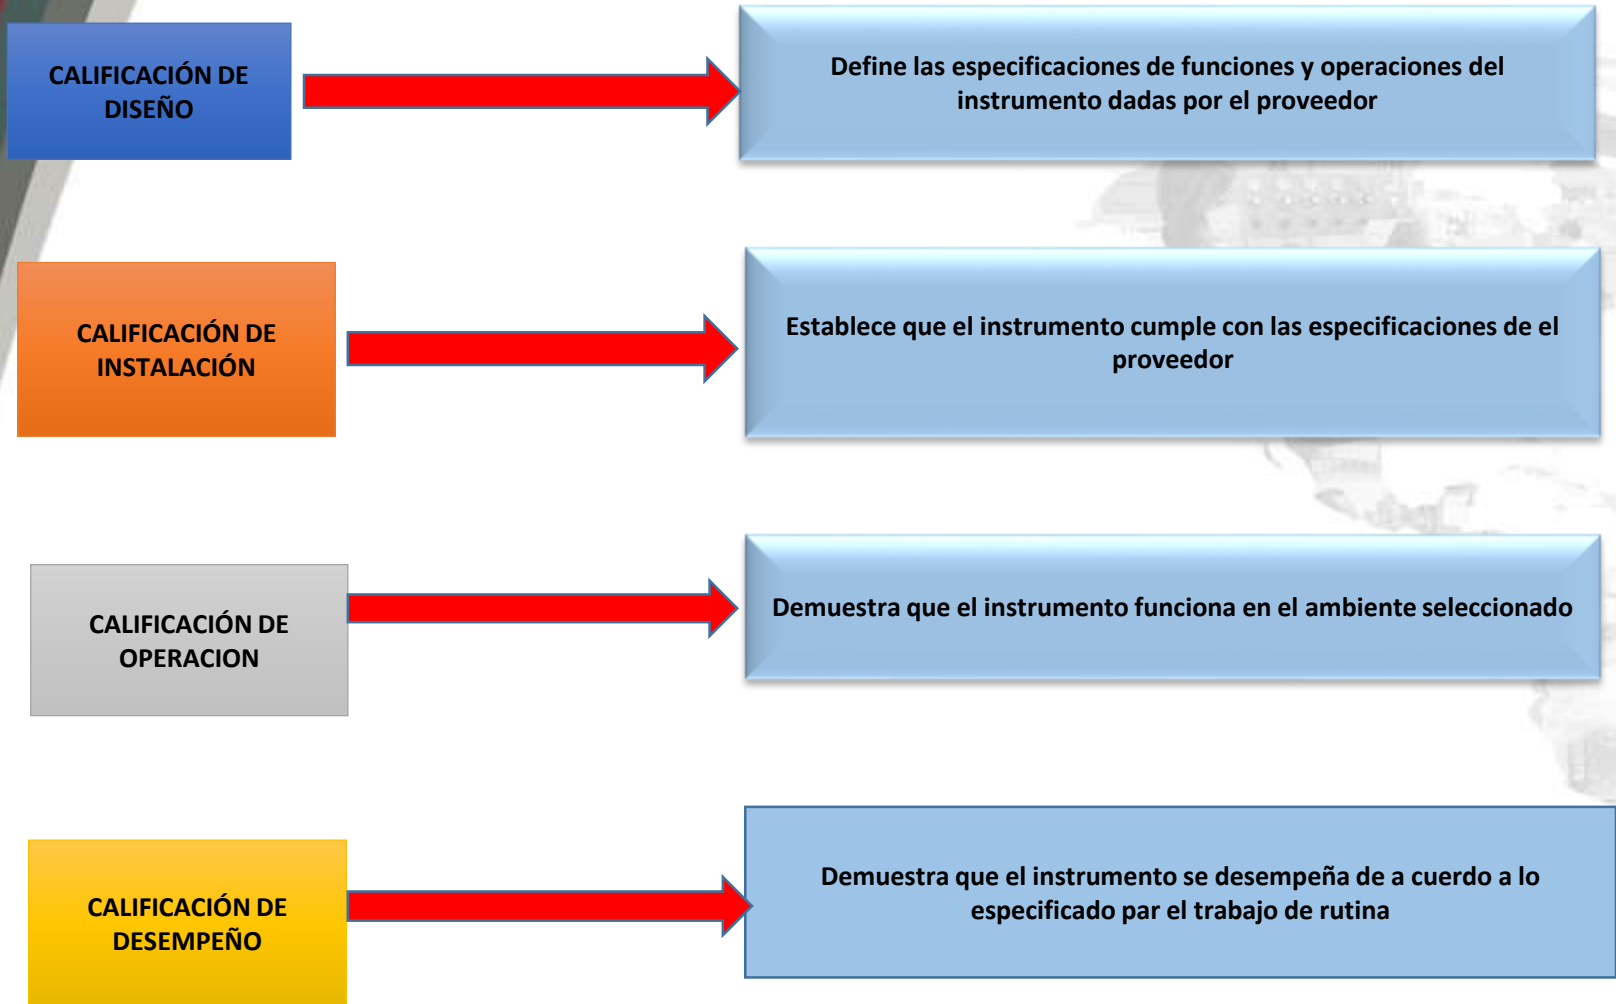 CALIFICACIÓN DE
DISEÑO
Define las especificaciones de funciones y operaciones del
instrumento dadas por el proveedor
CALIFICACIÓN DE
INSTALACIÓN
Establece que el instrumento cumple con las especificaciones de el
proveedor
CALIFICACIÓN DE
OPERACION
Demuestra que el instrumento funciona en el ambiente seleccionado
CALIFICACIÓN DE
DESEMPEÑO
Demuestra que el instrumento se desempeña de a cuerdo a lo
especificado par el trabajo de rutina